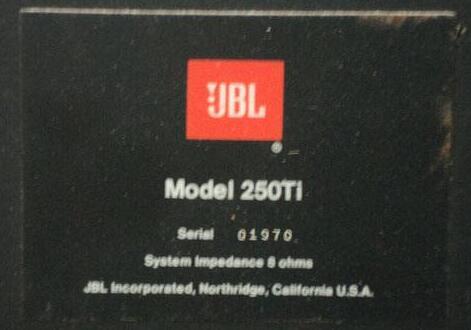 JBL
®
Model 250Ti
Serial 01970
System Impedance 8 ohms
JBL Incorporated, Northridge, California U.S.A.